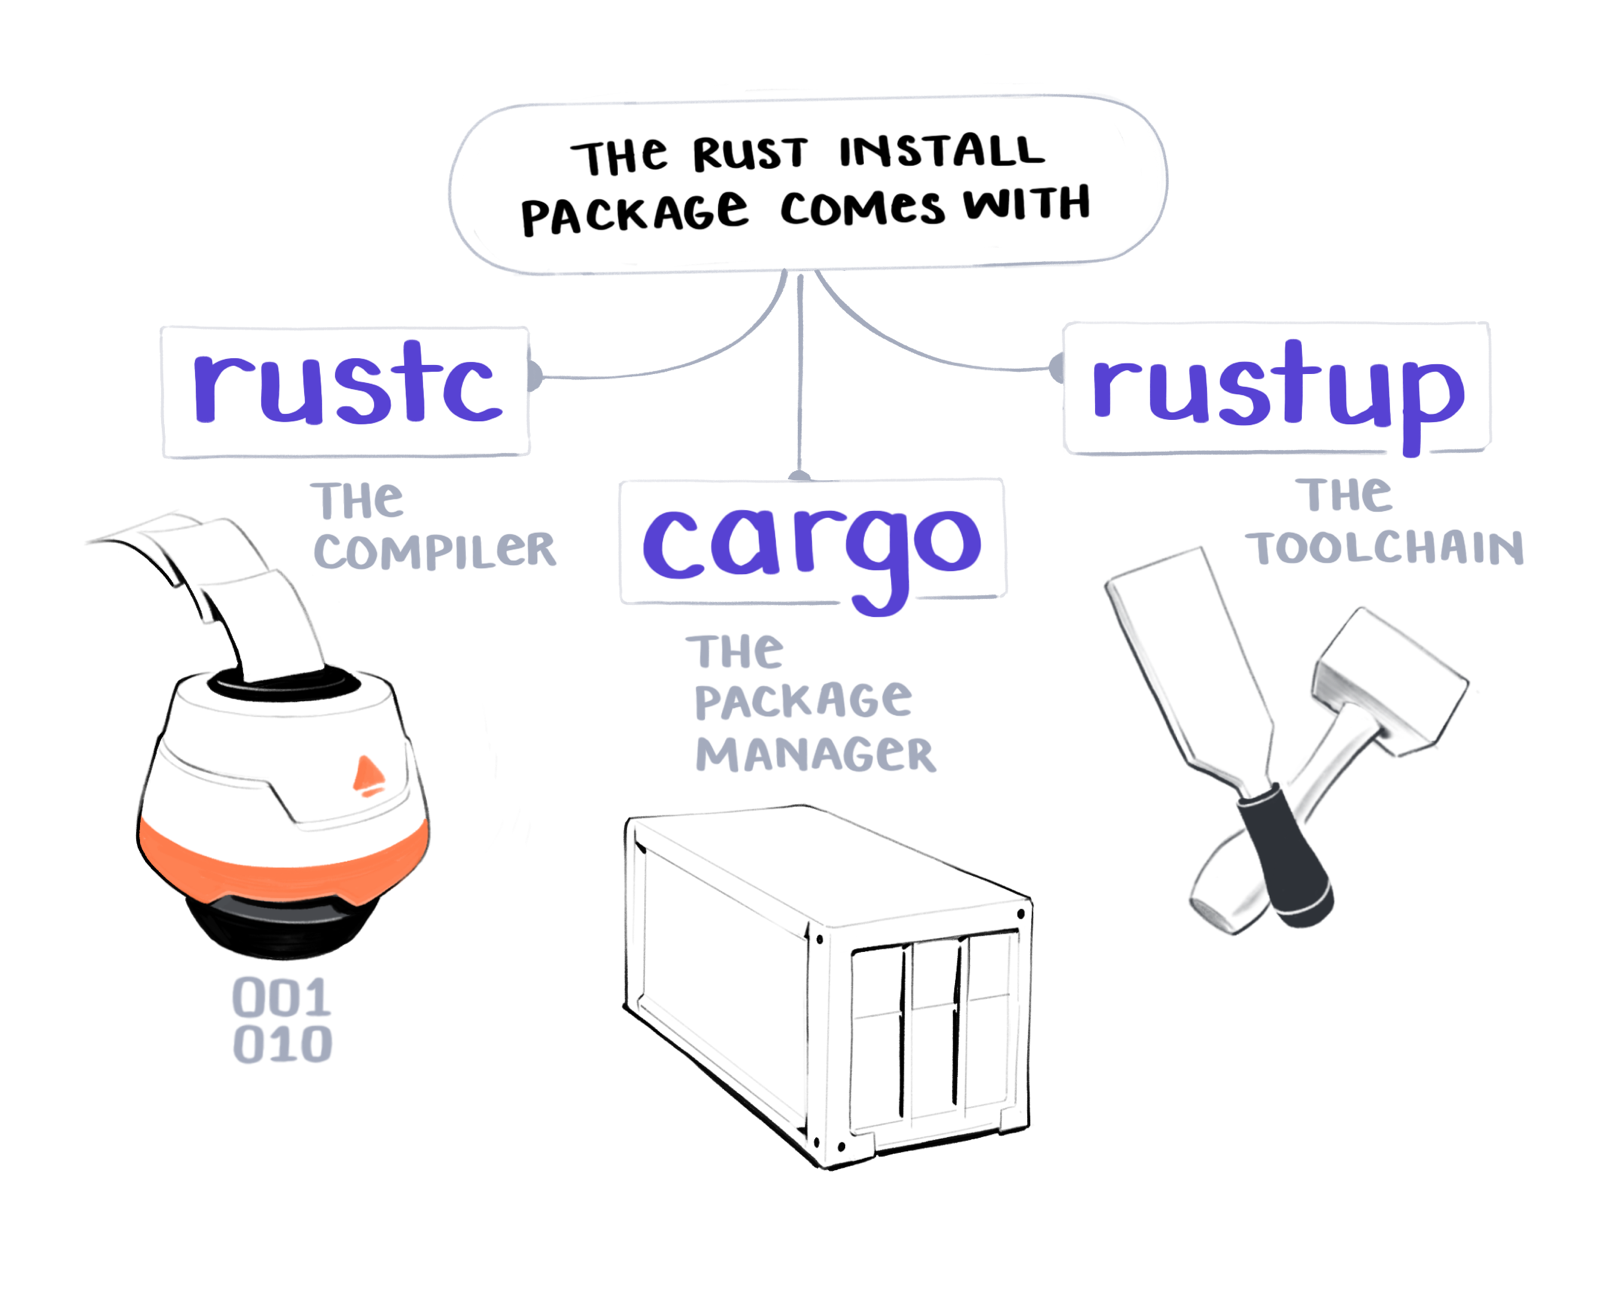 THE RUST INSTALL
PACKAGE COMES WITH
rustc
THE
COMPILER
001
010
cargo
THE
PACKAGE
MANAGER
rustup
THE
TOOLCHAIN